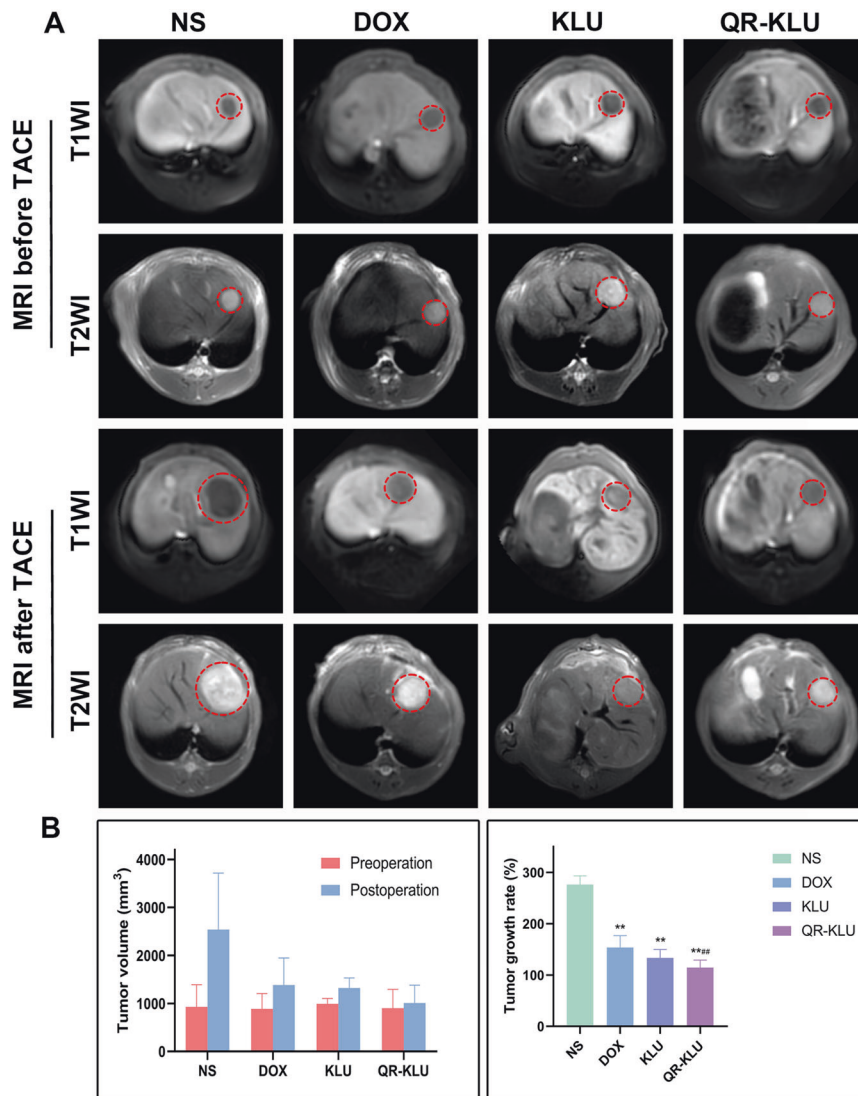 A
NS DOX KLU QR-KLU
MRI before TACE
T1WI
T2WI
MRI after TACE
T1WI
T2WI
B
Tumor volume (mm³)
4000
3000
2000
1000
0
Preoperation
Postoperation
NS DOX KLU QR-KLU
Tumor growth rate (%)
300
200
100
0
** ** **##
NS DOX KLU QR-KLU
NS
DOX
KLU
QR-KLU